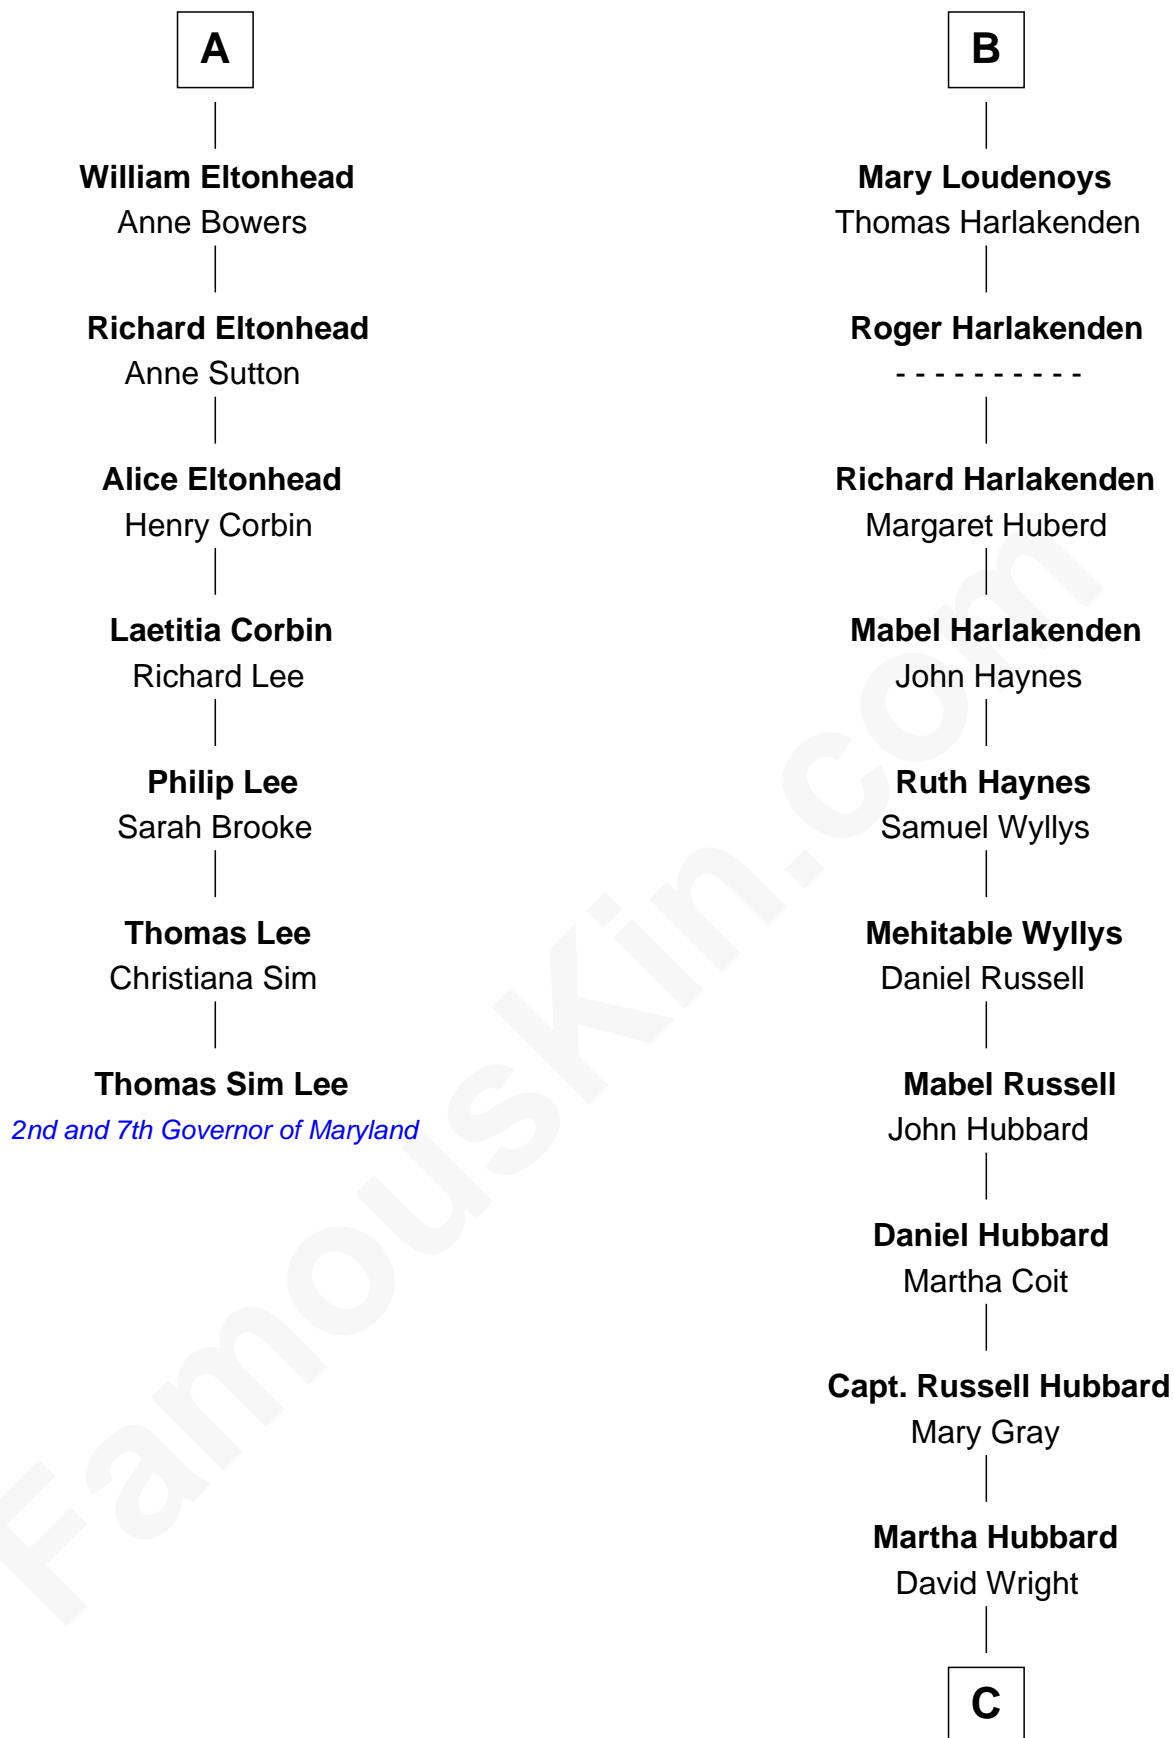 A
William Eltonhead
Anne Bowers
Richard Eltonhead
Anne Sutton
Alice Eltonhead
Henry Corbin
Laetitia Corbin
Richard Lee
Philip Lee
Sarah Brooke
Thomas Lee
Christiana Sim
Thomas Sim Lee
2nd and 7th Governor of Maryland
B
Mary Loudenoys
Thomas Harlakenden
Roger Harlakenden
- - - - - - - - - -
Richard Harlakenden
Margaret Huberd
Mabel Harlakenden
John Haynes
Ruth Haynes
Samuel Wyllys
Mehitable Wyllys
Daniel Russell
Mabel Russell
John Hubbard
Daniel Hubbard
Martha Coit
Capt. Russell Hubbard
Mary Gray
Martha Hubbard
David Wright
C
FamousKin.com